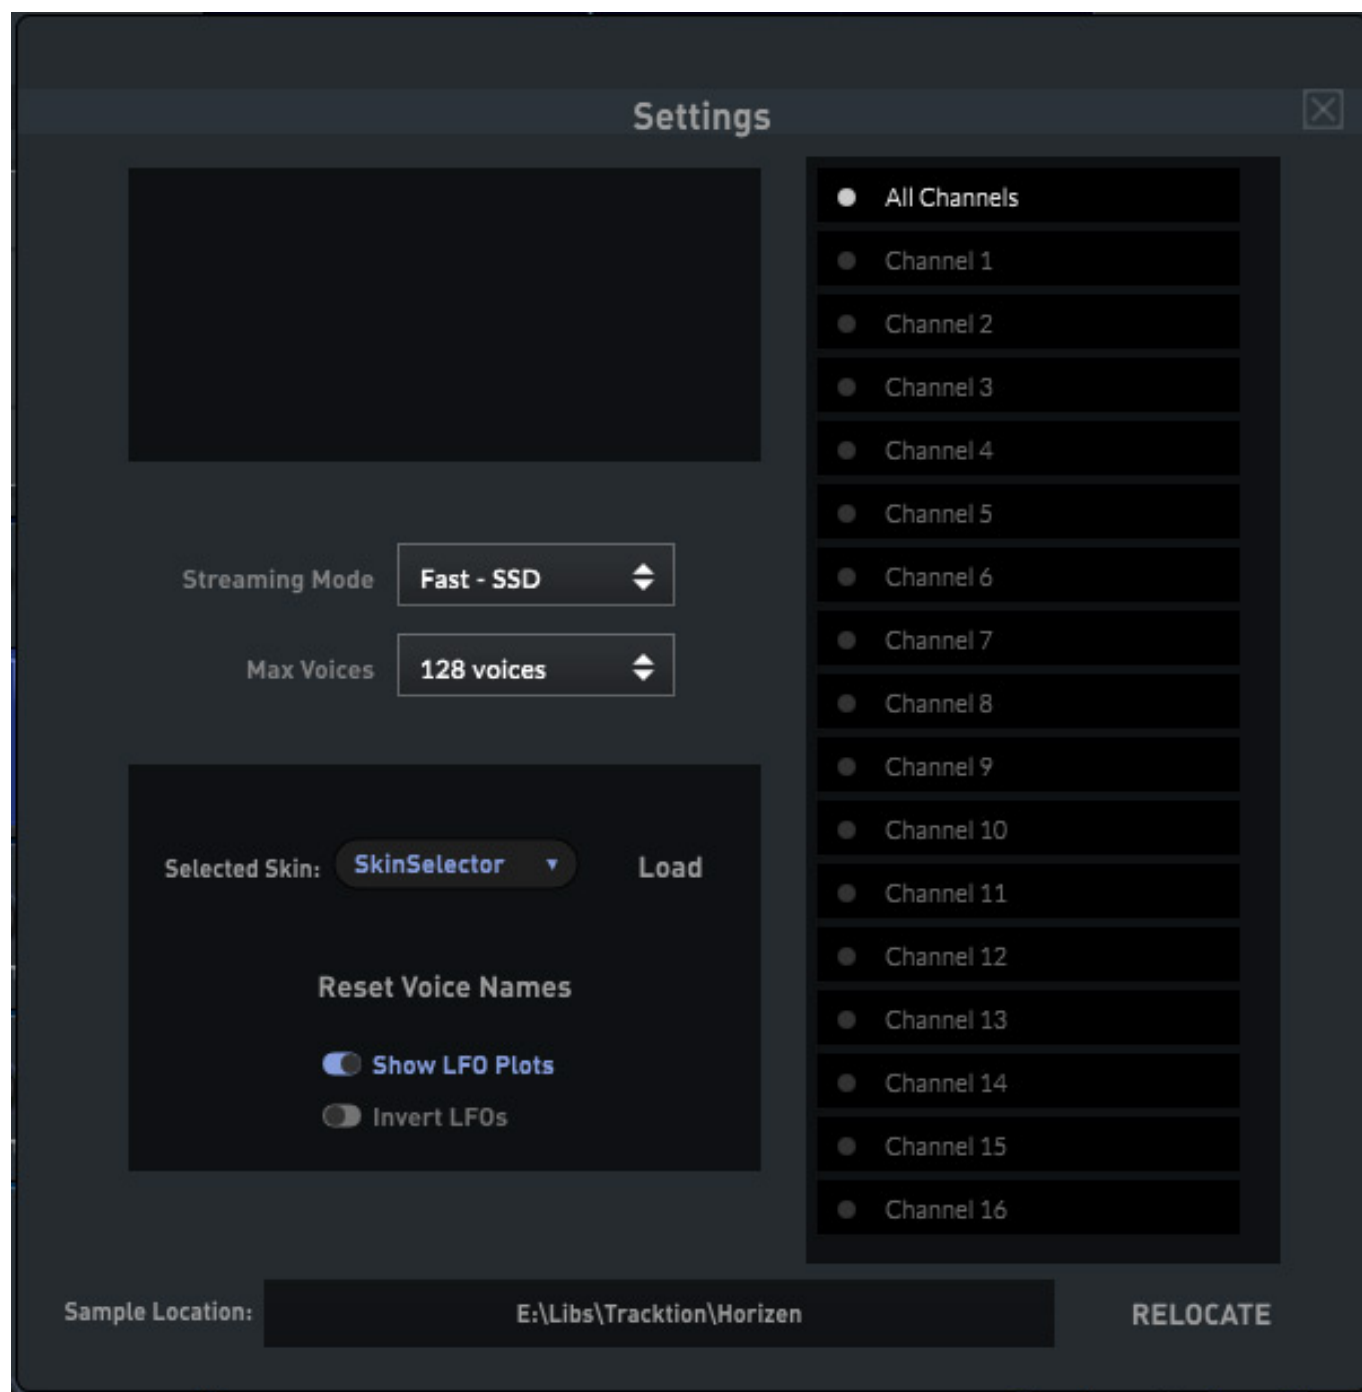 Settings
All Channels
Channel 1
Channel 2
Channel 3
Channel 4
Channel 5
Channel 6
Channel 7
Channel 8
Channel 9
Channel 10
Channel 11
Channel 12
Channel 13
Channel 14
Channel 15
Channel 16
Streaming Mode Fast - SSD
Max Voices 128 voices
Selected Skin: SkinSelector Load
Reset Voice Names
Show LFO Plots
Invert LFOs
Sample Location: E:\Libs\Tracktion\Horizen RELOCATE